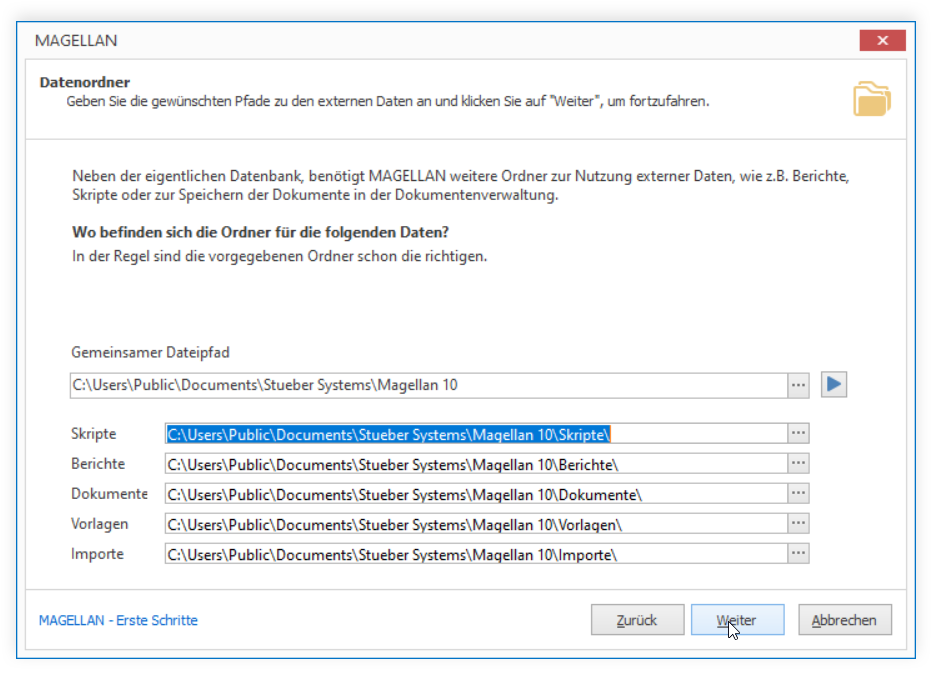 MAGELLAN
Datenordner
Geben Sie die gewünschten Pfade zu den externen Daten an und klicken Sie auf "Weiter", um fortzufahren.
Neben der eigentlichen Datenbank, benötigt MAGELLAN weitere Ordner zur Nutzung externer Daten, wie z.B. Berichte,
Skripte oder zur Speichern der Dokumente in der Dokumentenverwaltung.
Wo befinden sich die Ordner für die folgenden Daten?
In der Regel sind die vorgegebenen Ordner schon die richtigen.
Gemeinsamer Dateipfad
C:\Users\Public\Documents\Stueber Systems\Magellan 10 ...
Skripte C:\Users\Public\Documents\Stueber Systems\Magellan 10\Skripte\ ...
Berichte C:\Users\Public\Documents\Stueber Systems\Magellan 10\Berichte\ ...
Dokumente C:\Users\Public\Documents\Stueber Systems\Magellan 10\Dokumente\ ...
Vorlagen C:\Users\Public\Documents\Stueber Systems\Magellan 10\Vorlagen\ ...
Importe C:\Users\Public\Documents\Stueber Systems\Magellan 10\Importe\ ...
MAGELLAN - Erste Schritte Zurück Weiter Abbrechen